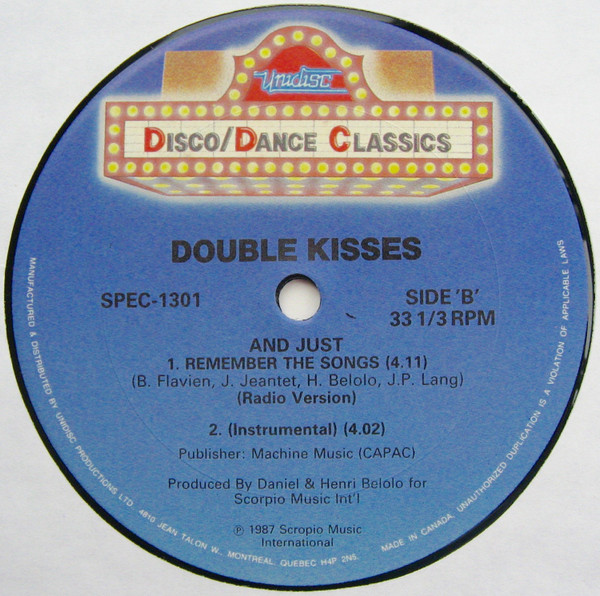 Unidisc
DISCO/DANCE CLASSICS
DOUBLE KISSES
SPEC-1301
SIDE 'B'
33 1/3 RPM
AND JUST
1. REMEMBER THE SONGS (4.11)
(B. Flavien, J. Jeantet, H. Belolo, J.P. Lang)
(Radio Version)
2. (Instrumental) (4.02)
Publisher: Machine Music (CAPAC)
Produced By Daniel & Henri Belolo for
Scorpio Music Int'l
℗ 1987 Scropio Music
International
MANUFACTURED & DISTRIBUTED BY UNIDISC PRODUCTIONS LTD. 4810 JEAN TALON W., MONTREAL, QUEBEC H4P 2N5. MADE IN CANADA. UNAUTHORIZED DUPLICATION IS A VIOLATION OF APPLICABLE LAWS